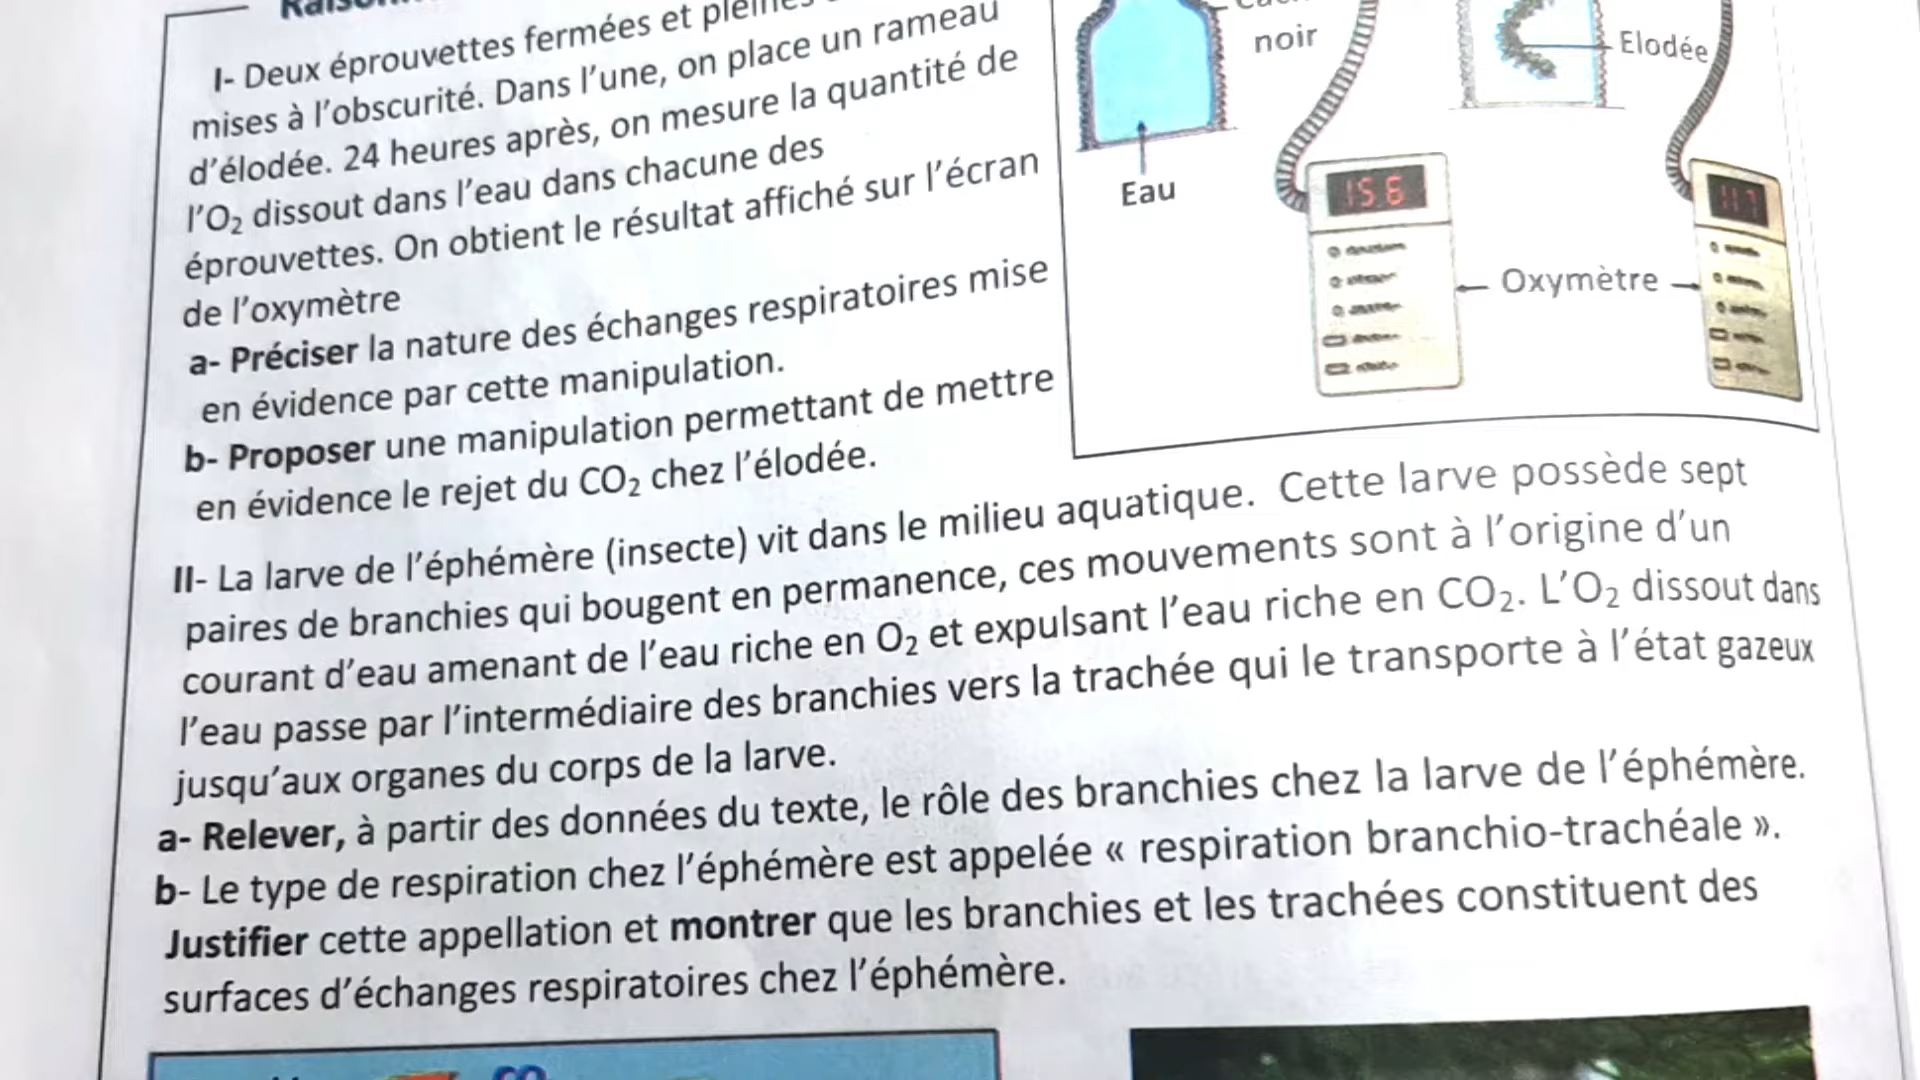 I- Deux éprouvettes fermées et pleines
mises à l'obscurité. Dans l'une, on place un rameau
d'élodée. 24 heures après, on mesure la quantité de
l'O₂ dissout dans l'eau dans chacune des
éprouvettes. On obtient le résultat affiché sur l'écran
de l'oxymètre
a- Préciser la nature des échanges respiratoires mise
en évidence par cette manipulation.
b- Proposer une manipulation permettant de mettre
en évidence le rejet du CO₂ chez l'élodée.
noir
Elodée
Eau
156
117
Oxymètre
II- La larve de l'éphémère (insecte) vit dans le milieu aquatique. Cette larve possède sept
paires de branchies qui bougent en permanence, ces mouvements sont à l'origine d'un
courant d'eau amenant de l'eau riche en O₂ et expulsant l'eau riche en CO₂. L'O₂ dissout dans
l'eau passe par l'intermédiaire des branchies vers la trachée qui le transporte à l'état gazeux
jusqu'aux organes du corps de la larve.
a- Relever, à partir des données du texte, le rôle des branchies chez la larve de l'éphémère.
b- Le type de respiration chez l'éphémère est appelée « respiration branchio-trachéale ».
Justifier cette appellation et montrer que les branchies et les trachées constituent des
surfaces d'échanges respiratoires chez l'éphémère.